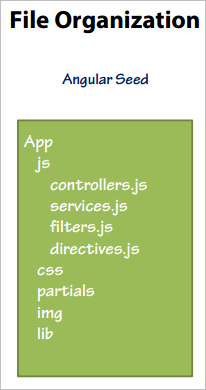 File Organization
Angular Seed
App
js
controllers.js
services.js
filters.js
directives.js
css
partials
img
lib